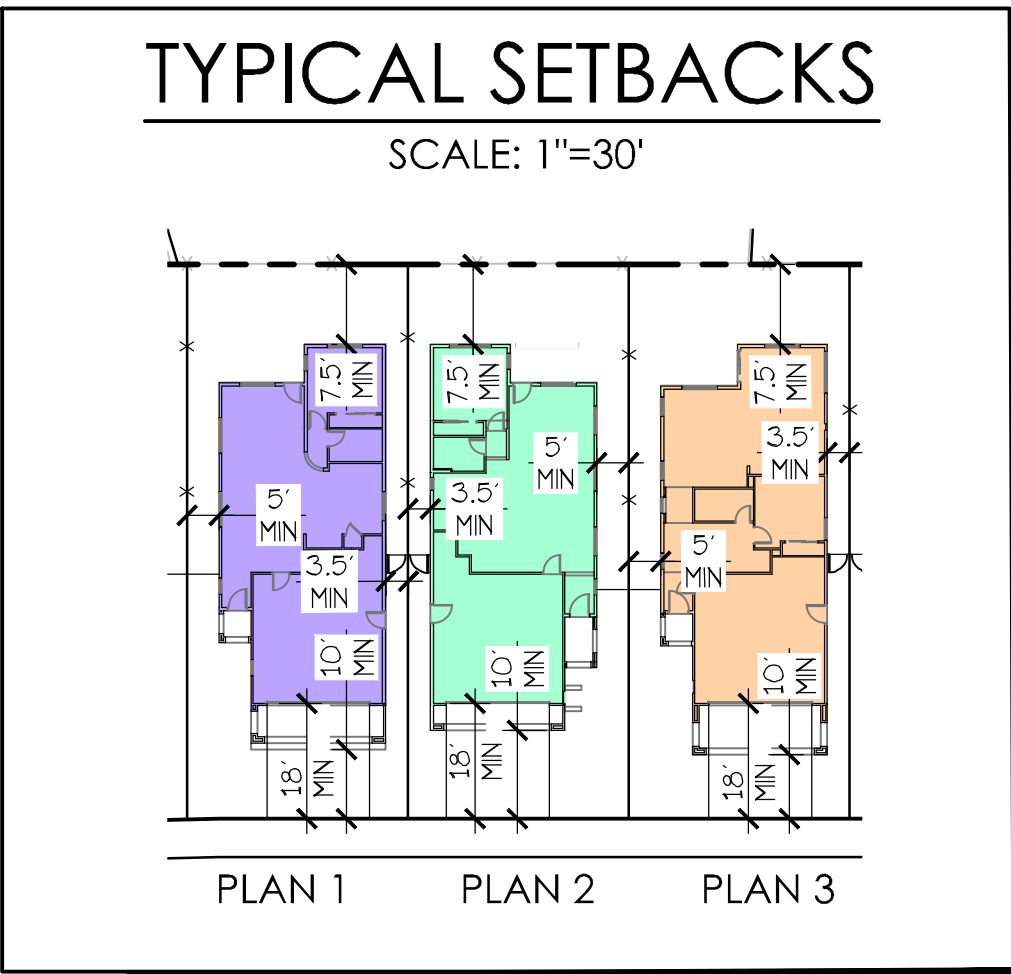 TYPICAL SETBACKS
SCALE: 1"=30'
7.5'
MIN
7.5'
MIN
7.5'
MIN
3.5'
MIN
5'
MIN
5'
MIN
3.5'
MIN
5'
MIN
3.5'
MIN
10'
MIN
10'
MIN
10'
MIN
18'
MIN
18'
MIN
18'
MIN
PLAN 1
PLAN 2
PLAN 3